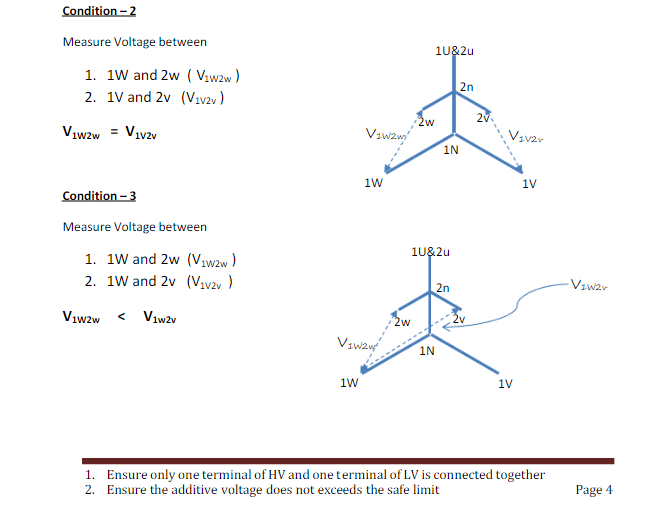 Condition – 2
Measure Voltage between
1. 1W and 2w ( V1W2w )
2. 1V and 2v (V1V2v )
V1W2w = V1V2v
1U&2u
2n
2w
2v
V1W2w
V1V2v
1N
1W
1V
Condition – 3
Measure Voltage between
1. 1W and 2w (V1W2w )
2. 1W and 2v (V1V2v )
V1W2w < V1w2v
1U&2u
2n
V1W2v
2w
2v
V1W2w
1N
1W
1V
1. Ensure only one terminal of HV and one terminal of LV is connected together
2. Ensure the additive voltage does not exceeds the safe limit
Page 4